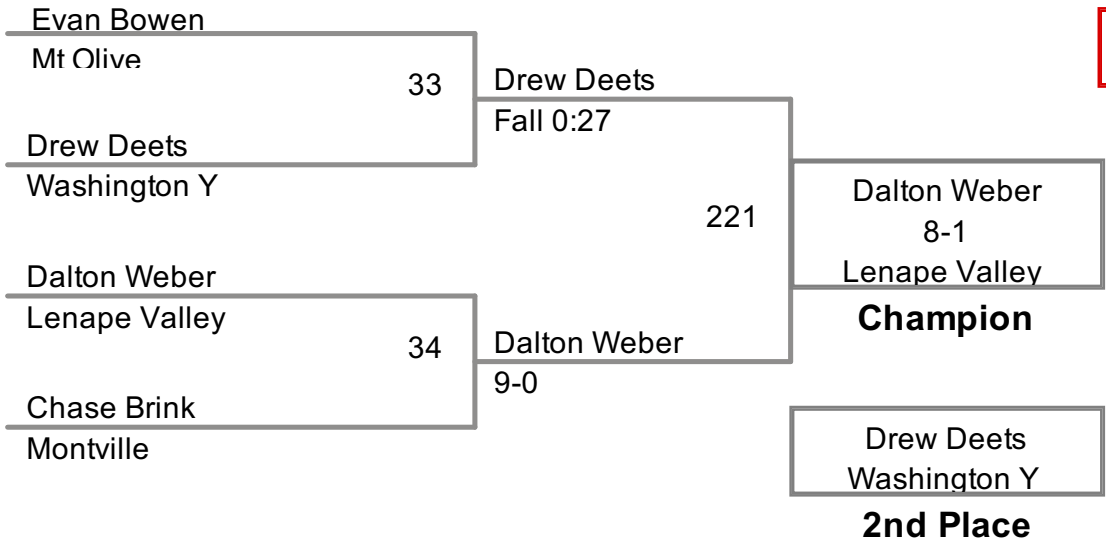 Evan Bowen
Mt Olive
33
Drew Deets
Fall 0:27
Drew Deets
Washington Y
221
Dalton Weber
8-1
Lenape Valley
Champion
Dalton Weber
Lenape Valley
34
Dalton Weber
9-0
Chase Brink
Montville
Drew Deets
Washington Y
2nd Place